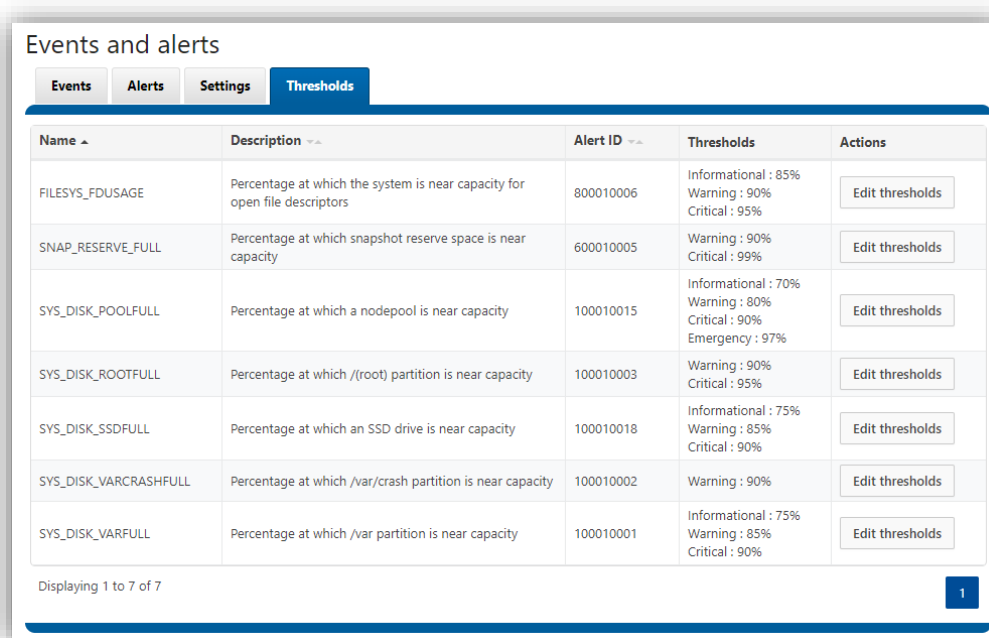 Events and alerts
Events Alerts Settings Thresholds
Name Description Alert ID Thresholds Actions
FILESYS_FDUSAGE
Percentage at which the system is near capacity for
open file descriptors
800010006
Informational : 85%
Warning : 90%
Critical : 95%
Edit thresholds
SNAP_RESERVE_FULL
Percentage at which snapshot reserve space is near
capacity
600010005
Warning : 90%
Critical : 99%
Edit thresholds
SYS_DISK_POOLFULL
Percentage at which a nodepool is near capacity
100010015
Informational : 70%
Warning : 80%
Critical : 90%
Emergency : 97%
Edit thresholds
SYS_DISK_ROOTFULL
Percentage at which /(root) partition is near capacity
100010003
Warning : 90%
Critical : 95%
Edit thresholds
SYS_DISK_SSDFULL
Percentage at which an SSD drive is near capacity
100010018
Informational : 75%
Warning : 85%
Critical : 90%
Edit thresholds
SYS_DISK_VARCRASHFULL
Percentage at which /var/crash partition is near capacity
100010002
Warning : 90%
Edit thresholds
SYS_DISK_VARFULL
Percentage at which /var partition is near capacity
100010001
Informational : 75%
Warning : 85%
Critical : 90%
Edit thresholds
Displaying 1 to 7 of 7
1